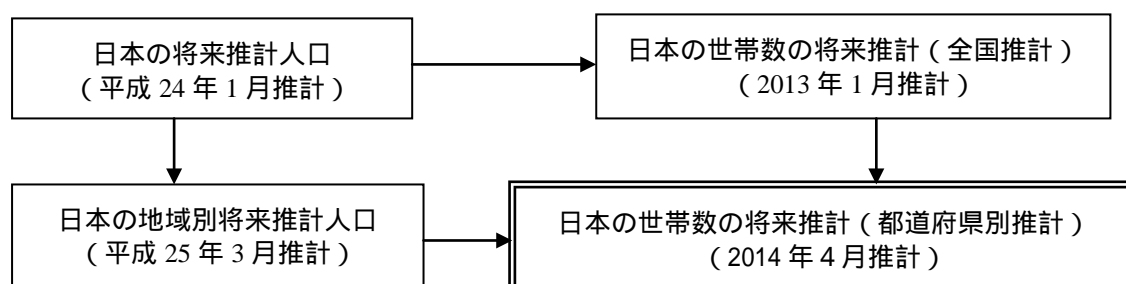 日本の将来推計人口
（平成 24 年 1 月推計）
日本の世帯数の将来推計（全国推計）
（2013 年 1 月推計）
日本の地域別将来推計人口
（平成 25 年 3 月推計）
日本の世帯数の将来推計（都道府県別推計）
（2014 年 4 月推計）